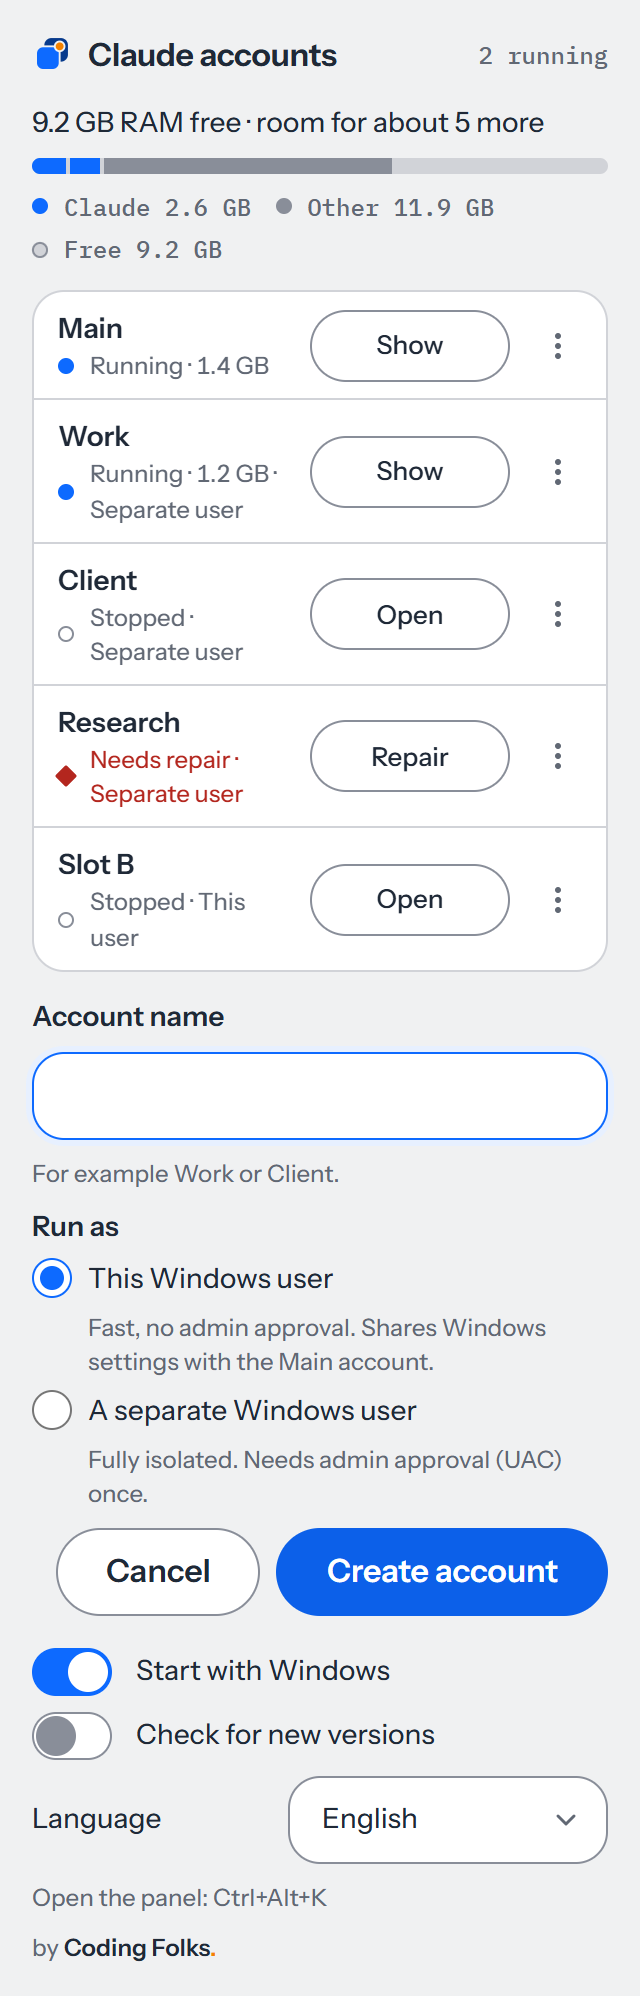 Claude accounts
2 running
9.2 GB RAM free · room for about 5 more
Claude 2.6 GB
Other 11.9 GB
Free 9.2 GB
Main
Running · 1.4 GB
Show
Work
Running · 1.2 GB ·
Separate user
Show
Client
Stopped ·
Separate user
Open
Research
Needs repair ·
Separate user
Repair
Slot B
Stopped · This
user
Open
Account name
For example Work or Client.
Run as
This Windows user
Fast, no admin approval. Shares Windows
settings with the Main account.
A separate Windows user
Fully isolated. Needs admin approval (UAC)
once.
Cancel
Create account
Start with Windows
Check for new versions
Language
English
Open the panel: Ctrl+Alt+K
by Coding Folks.